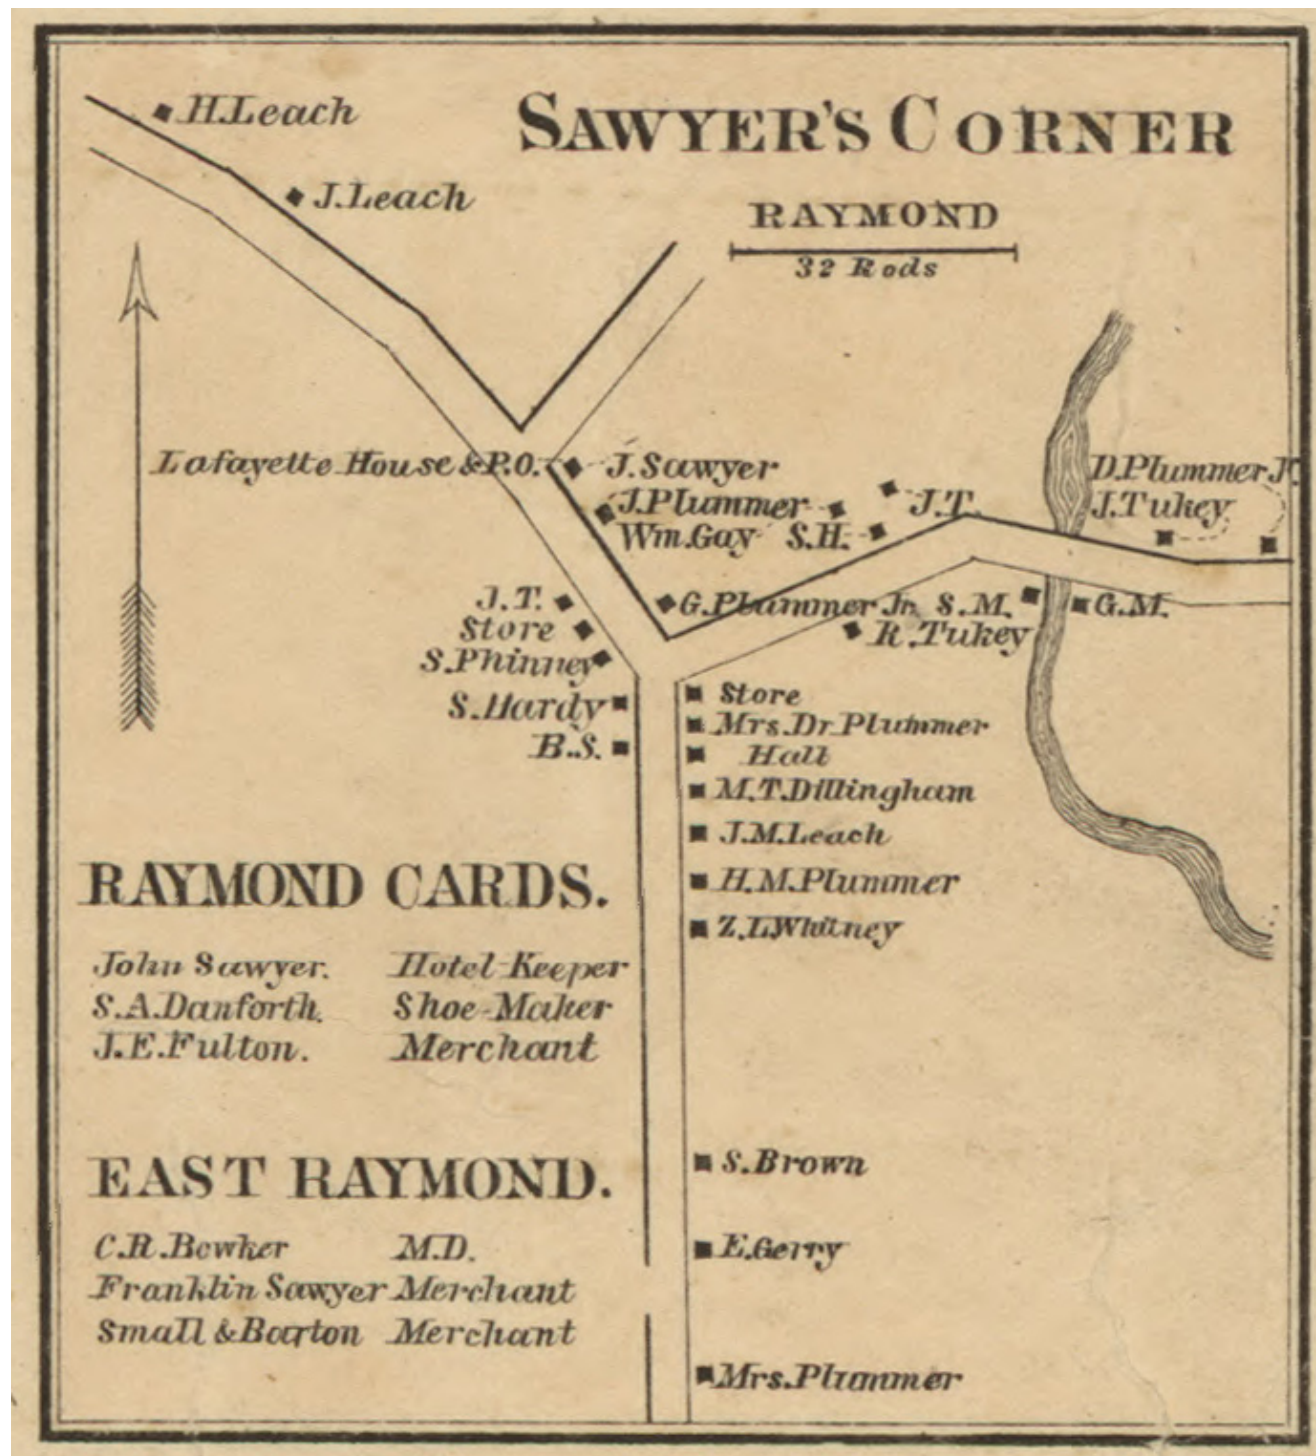 SAWYER'S CORNER
RAYMOND
32 Rods
H.Leach
J.Leach
Lafayette House & P.O.
J.Sawyer
J.Plummer
Wm.Gay
S.H.
J.T.
D.Plummer Jr.
J.Tukey
J.T.
Store
S.Phinney
S.Hardy
B.S.
G.Plummer Jr.
S.M.
G.M.
R.Tukey
Store
Mrs.Dr.Plummer
Hall
M.T.Dillingham
J.M.Leach
H.M.Plummer
Z.L.Whitney
S.Brown
E.Gerry
Mrs.Plummer
RAYMOND CARDS.
John Sawyer. Hotel-Keeper
S.A.Danforth. Shoe-Maker
J.E.Fulton. Merchant
EAST RAYMOND.
C.R.Bowker M.D.
Franklin Sawyer Merchant
Small & Barton Merchant